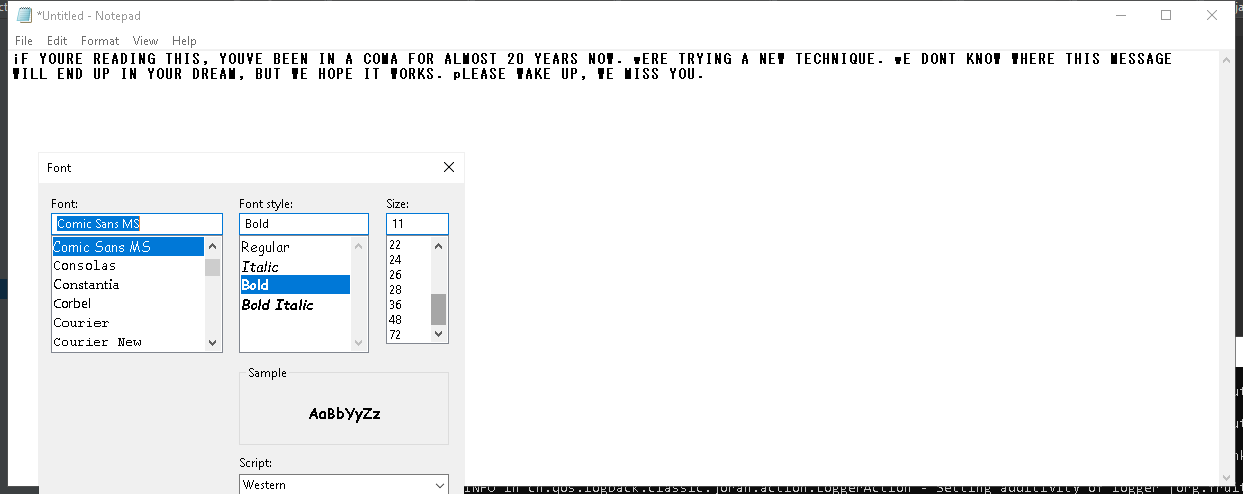 *Untitled - Notepad
File Edit Format View Help
iF YOURE READING THIS, YOUVE BEEN IN A COMA FOR ALMOST 20 YEARS NOW. wERE TRYING A NEW TECHNIQUE. wE DONT KNOW WHERE THIS MESSAGE
WILL END UP IN YOUR DREAM, BUT WE HOPE IT WORKS. pLEASE WAKE UP, WE MISS YOU.
Font
Font: Font style: Size:
Comic Sans MS Bold 11
Comic Sans MS Regular 22
Consolas Italic 24
Constantia Bold 26
Corbel Bold Italic 28
Courier 36
Courier New 48
72
Sample
AaBbYyZz
Script:
Western
INFO in ch.qos.logback.classic.joran.action.LoggerAction - Setting additivity of logger